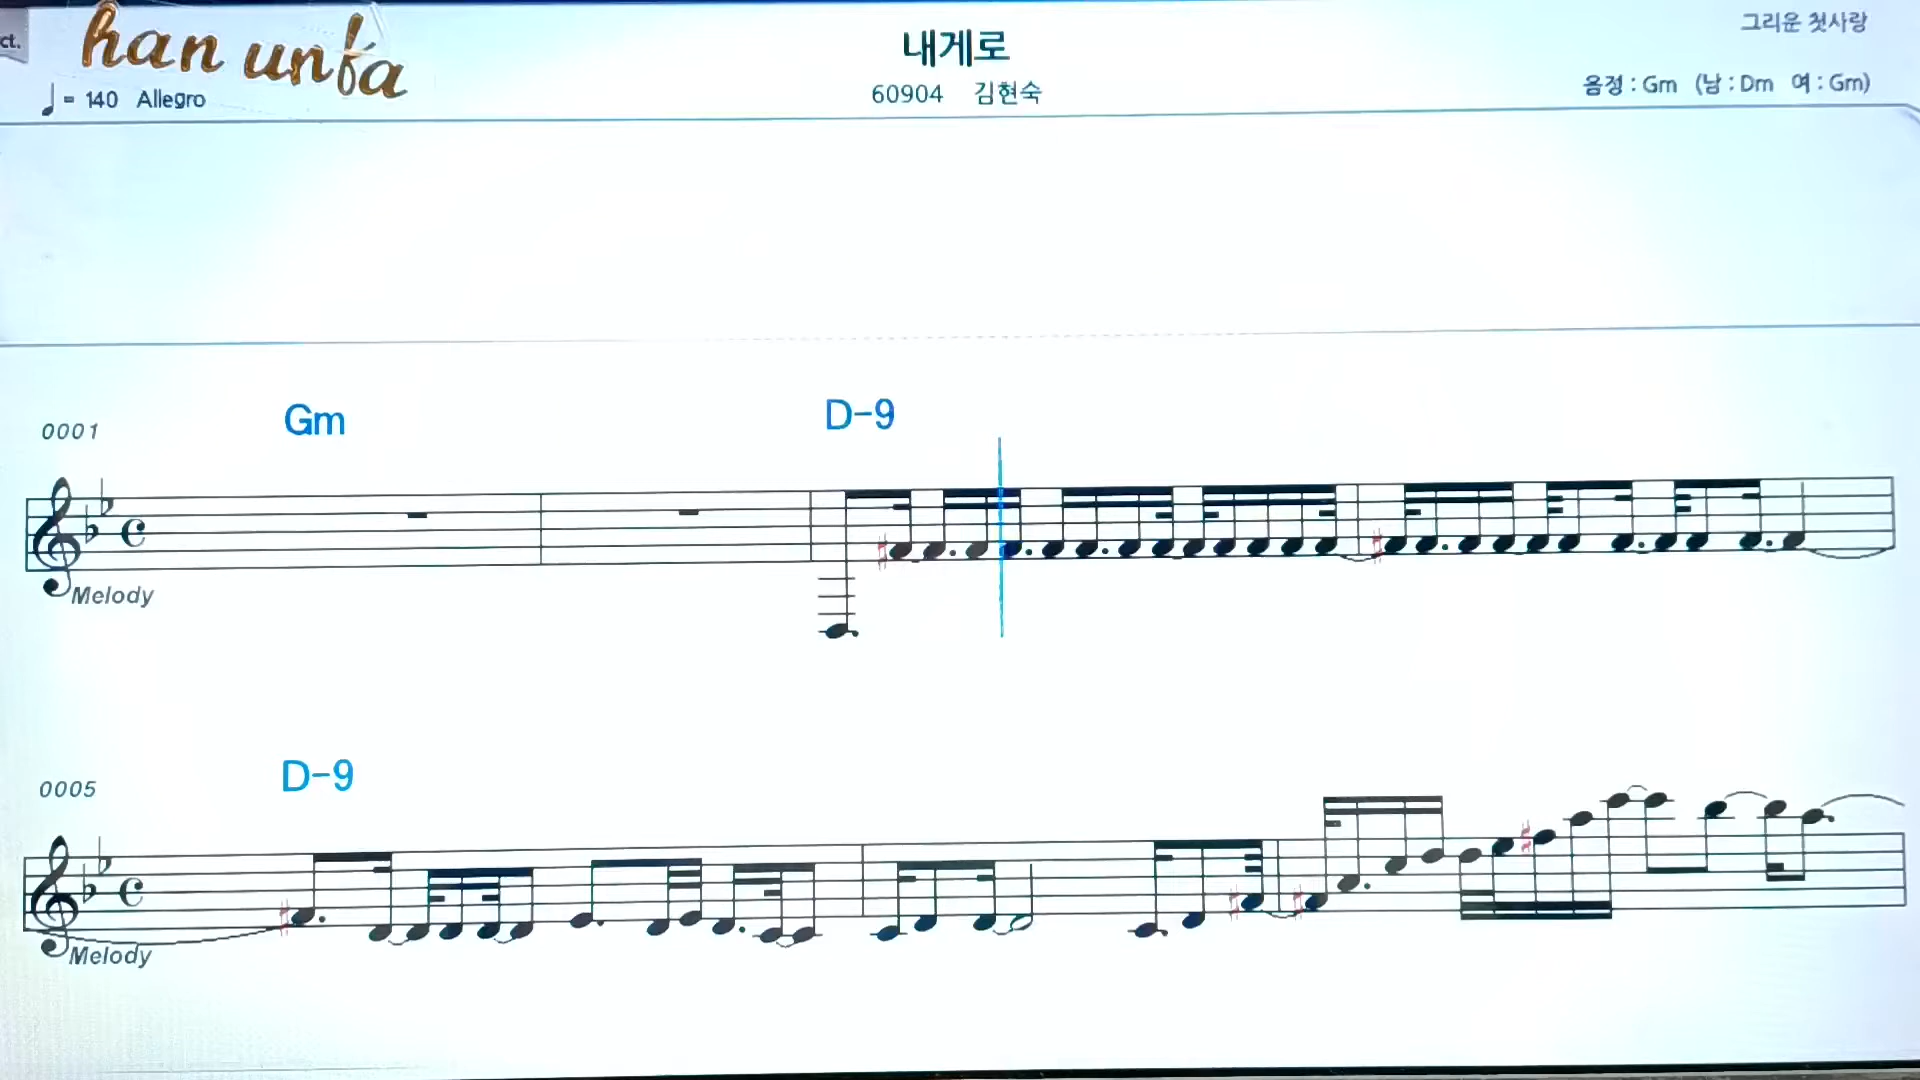 ct.
han unfa
♩= 140 Allegro
내게로
60904 김현숙
그리운 첫사랑
음정 : Gm (남 : Dm 여 : Gm)
0001
Gm
D-9
Melody
0005
D-9
Melody